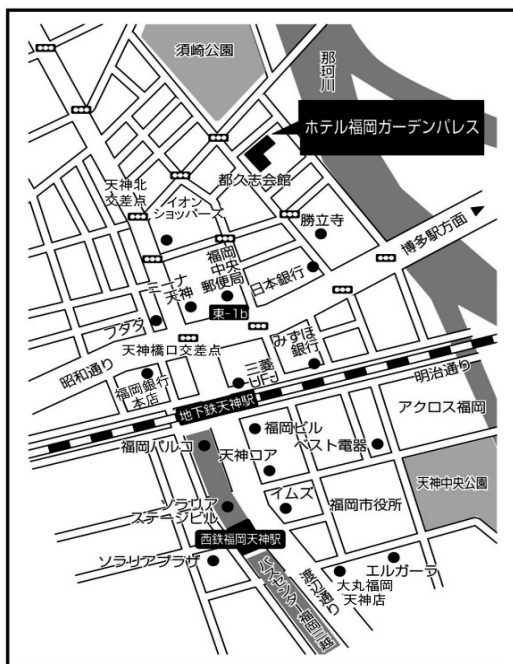 須崎公園
那珂川
ホテル福岡ガーデンパレス
都久志会館
天神北
交差点
イオン
ショッパーズ
勝立寺
博多駅方面
福岡
中央
郵便局
日本銀行
ミーナ
天神
東-1b
フタタ
天神橋口交差点
みずほ
銀行
昭和通り
福岡銀行
本店
三菱
UFJ
明治通り
地下鉄天神駅
アクロス福岡
福岡パルコ
福岡ビル
天神コア
ベスト電器
天神中央公園
ソラリア
ステージビル
イムズ
福岡市役所
西鉄福岡天神駅
ソラリアプラザ
バスセンター福岡三越
渡辺通り
エルガーラ
大丸福岡
天神店